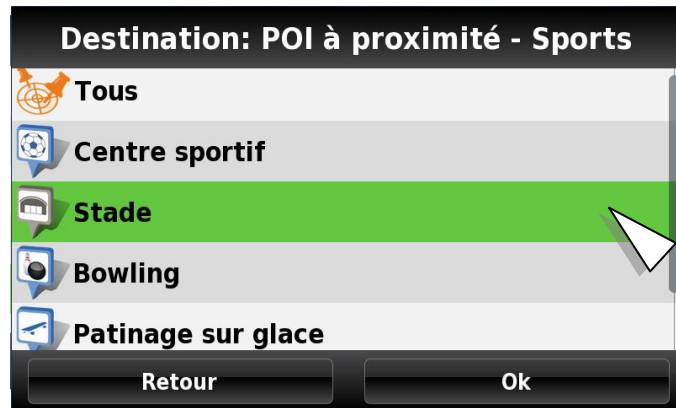 Destination: POI à proximité - Sports
Tous
Centre sportif
Stade
Bowling
Patinage sur glace
Retour
Ok